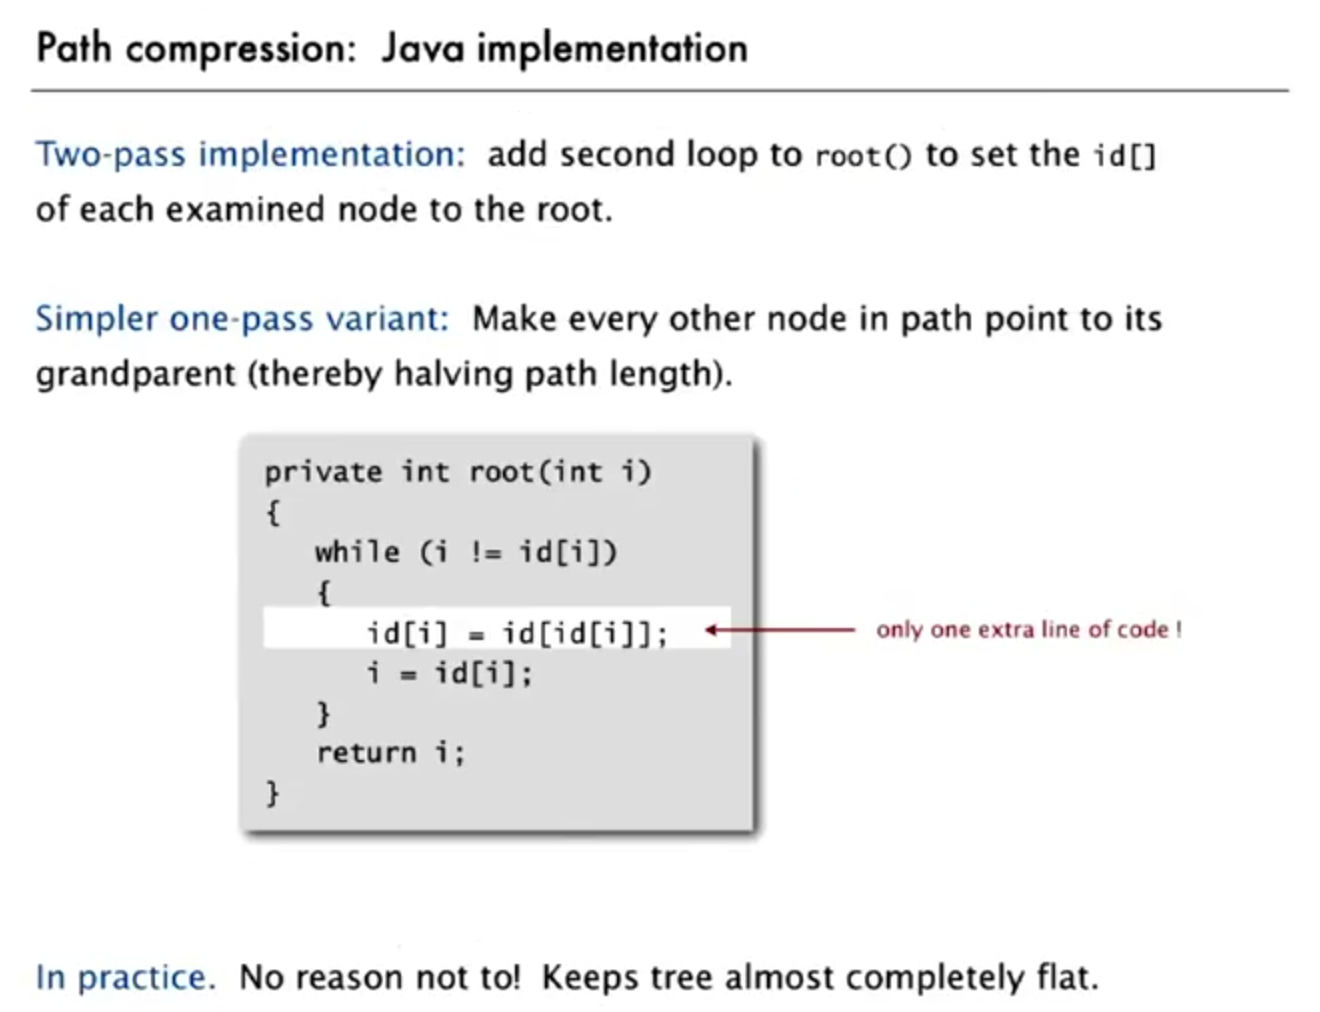 Path compression: Java implementation
Two-pass implementation: add second loop to root() to set the id[]
of each examined node to the root.
Simpler one-pass variant: Make every other node in path point to its
grandparent (thereby halving path length).
private int root(int i)
{
while (i != id[i])
{
id[i] = id[id[i]];
only one extra line of code !
i = id[i];
}
return i;
}
In practice. No reason not to! Keeps tree almost completely flat.